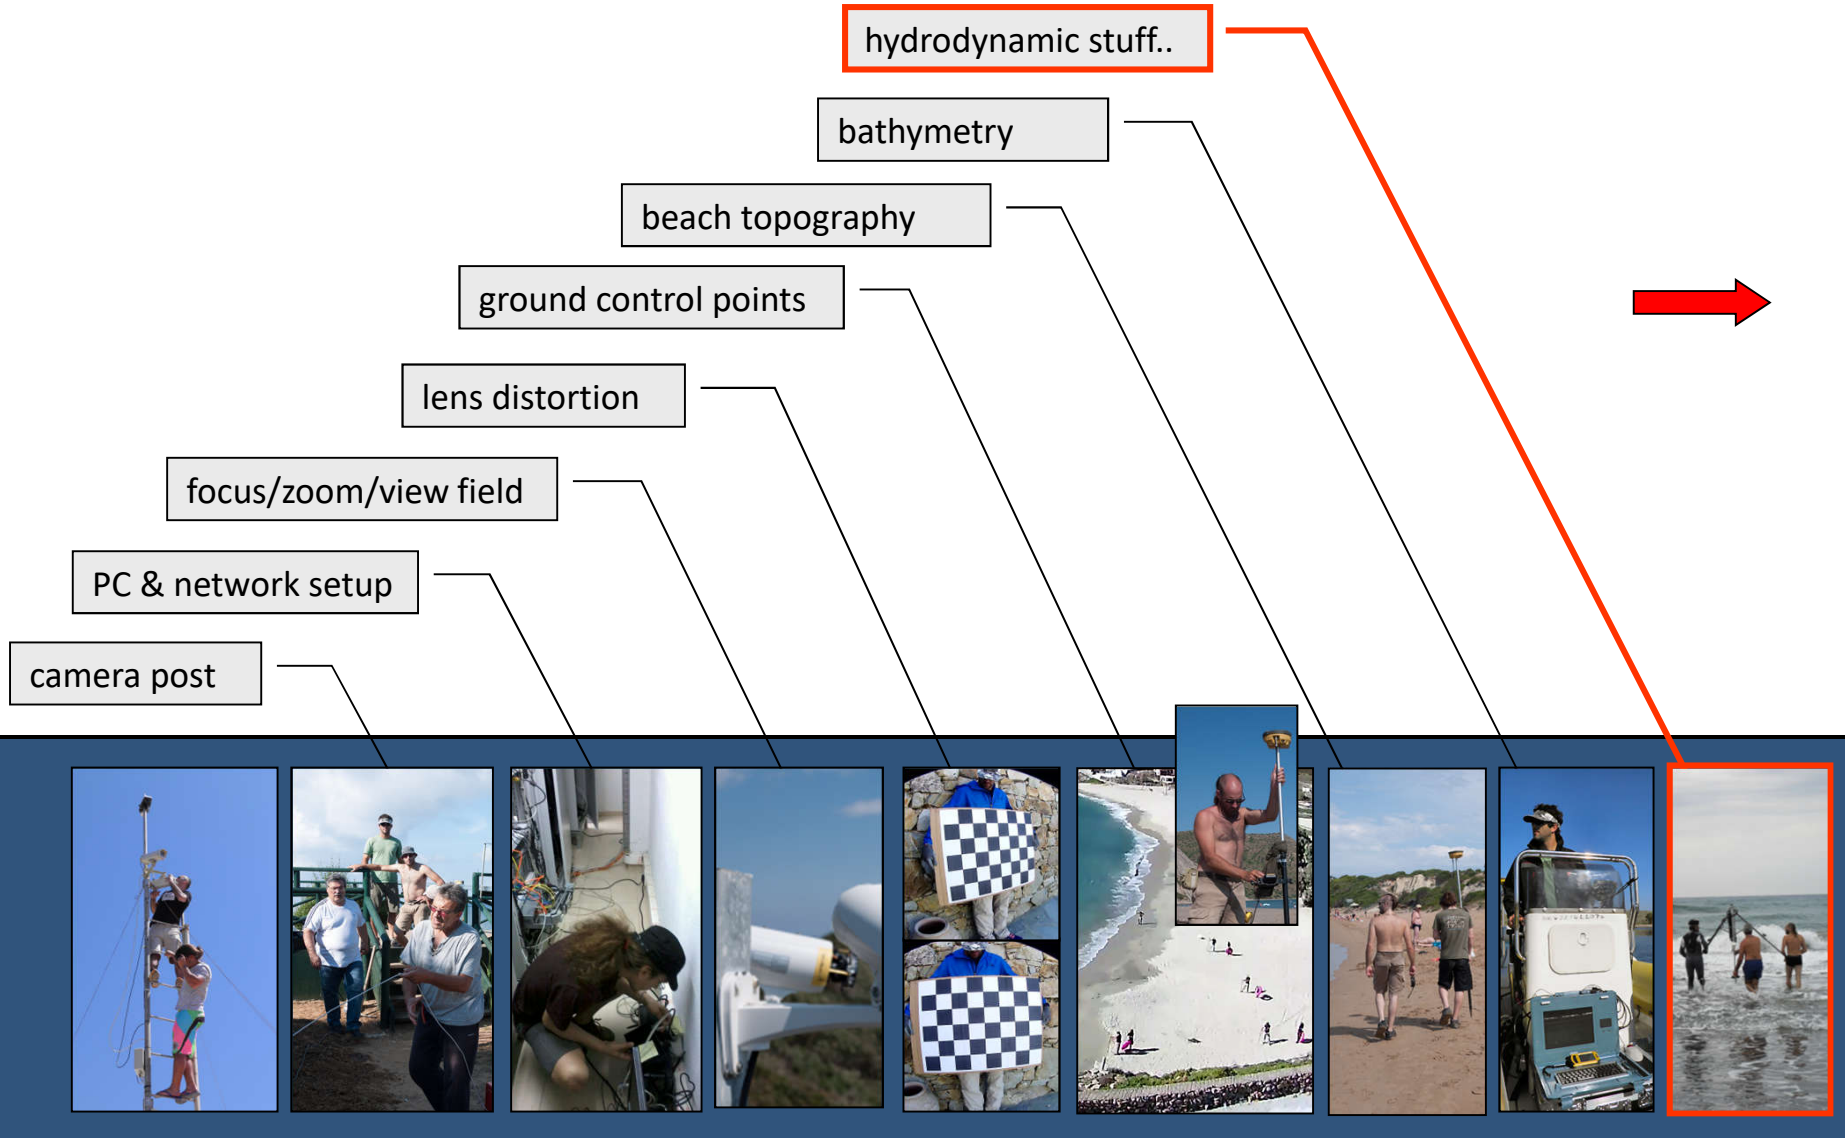 hydrodynamic stuff..
bathymetry
beach topography
ground control points
lens distortion
focus/zoom/view field
PC & network setup
camera post